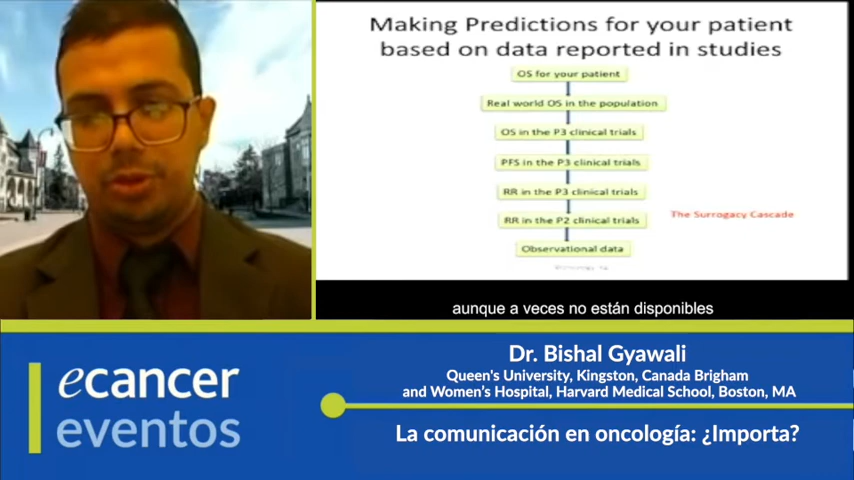 Making Predictions for your patient
based on data reported in studies
OS for your patient
Real world OS in the population
OS in the P3 clinical trials
PFS in the P3 clinical trials
RR in the P3 clinical trials
RR in the P2 clinical trials
The Surrogacy Cascade
Observational data
aunque a veces no están disponibles
ecancer
eventos
Dr. Bishal Gyawali
Queen's University, Kingston, Canada Brigham
and Women's Hospital, Harvard Medical School, Boston, MA
La comunicación en oncología: ¿Importa?